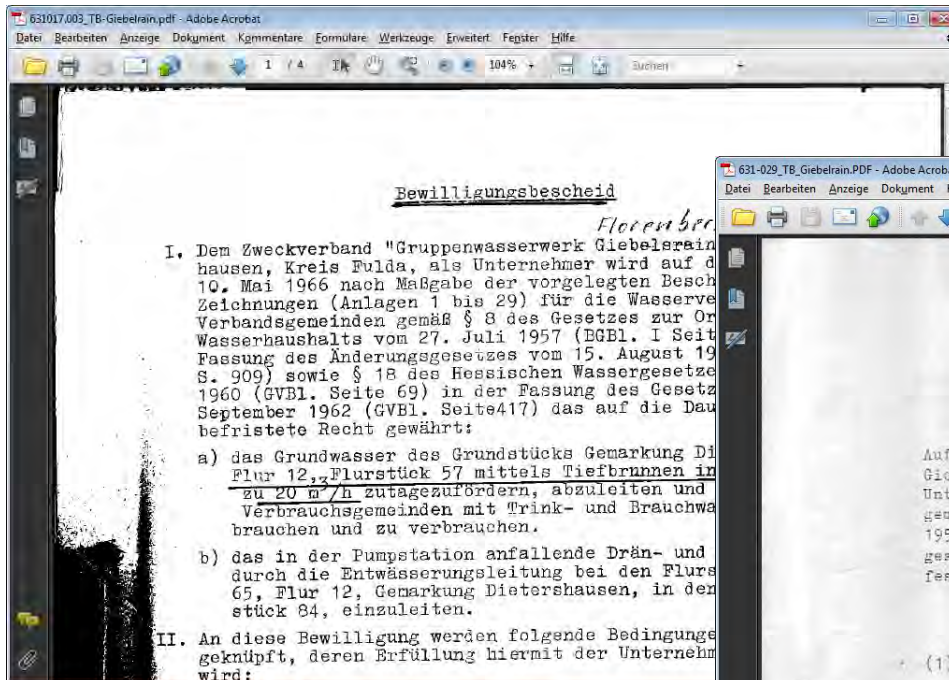 631017.003_TB-Giebelrain.pdf - Adobe Acrobat
Datei Bearbeiten Anzeige Dokument Kommentare Formulare Werkzeuge Erweitert Fenster Hilfe
1 / 4 104% Suchen
Bewilligungsbescheid
Florenber
I. Dem Zweckverband "Gruppenwasserwerk Giebelsrain
hausen, Kreis Fulda, als Unternehmer wird auf d
10. Mai 1966 nach Maßgabe der vorgelegten Besch
Zeichnungen (Anlagen 1 bis 29) für die Wasserve
Verbandsgemeinden gemäß § 8 des Gesetzes zur Or
Wasserhaushalts vom 27. Juli 1957 (BGBl. I Seit
Fassung des Änderungsgesetzes vom 15. August 19
S. 909) sowie § 18 des Hessischen Wassergesetze
1960 (GVBl. Seite 69) in der Fassung des Gesetz
September 1962 (GVBl. Seite417) das auf die Dau
befristete Recht gewährt:
a) das Grundwasser des Grundstücks Gemarkung Di
Flur 12, Flurstück 57 mittels Tiefbrunnen in
zu 20 m³/h zutagezufördern, abzuleiten und
Verbrauchsgemeinden mit Trink- und Brauchwa
brauchen und zu verbrauchen.
b) das in der Pumpstation anfallende Drän- und
durch die Entwässerungsleitung bei den Flurs
65, Flur 12, Gemarkung Dietershausen, in den
stück 84, einzuleiten.
II. An diese Bewilligung werden folgende Bedingunge
geknüpft, deren Erfüllung hiermit der Unternehm
wird:
631-029_TB_Giebelrain.PDF - Adobe Acroba
Datei Bearbeiten Anzeige Dokument
Auf
Gie
Unt
gem
195
ges
fes
(1)